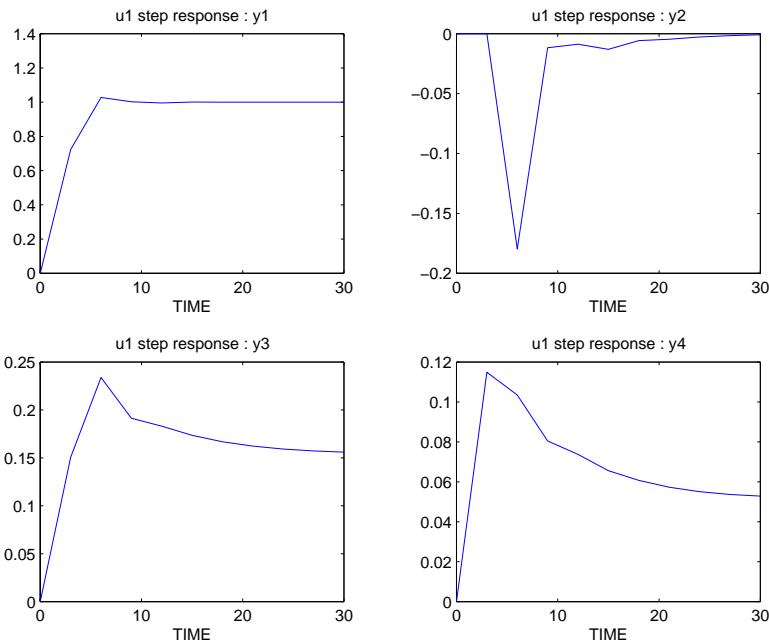 u1 step response : y1
1.4
1.2
1
0.8
0.6
0.4
0.2
0
0 10 20 30
TIME
u1 step response : y2
0
−0.05
−0.1
−0.15
−0.2
0 10 20 30
TIME
u1 step response : y3
0.25
0.2
0.15
0.1
0.05
0
0 10 20 30
TIME
u1 step response : y4
0.12
0.1
0.08
0.06
0.04
0.02
0
0 10 20 30
TIME